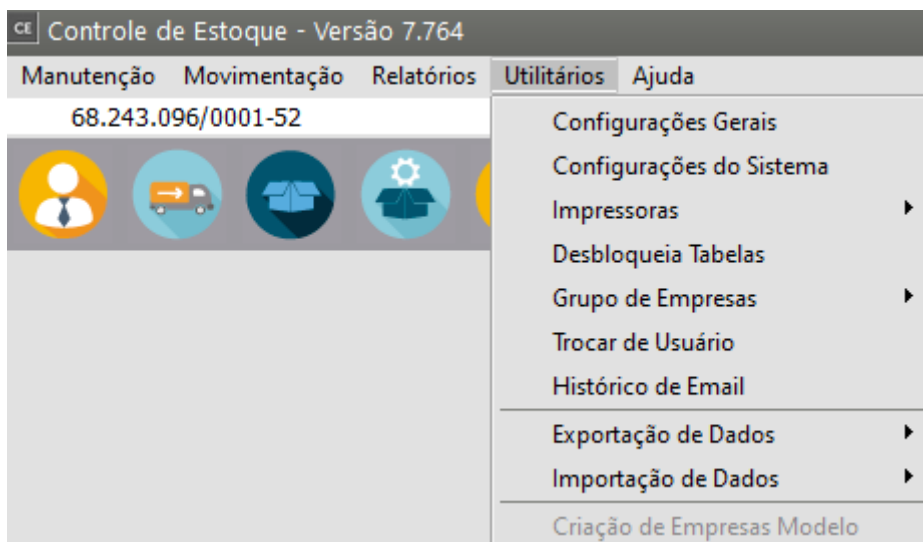 CE Controle de Estoque - Versão 7.764
Manutenção Movimentação Relatórios Utilitários Ajuda
68.243.096/0001-52
Configurações Gerais
Configurações do Sistema
Impressoras
Desbloqueia Tabelas
Grupo de Empresas
Trocar de Usuário
Histórico de Email
Exportação de Dados
Importação de Dados
Criação de Empresas Modelo